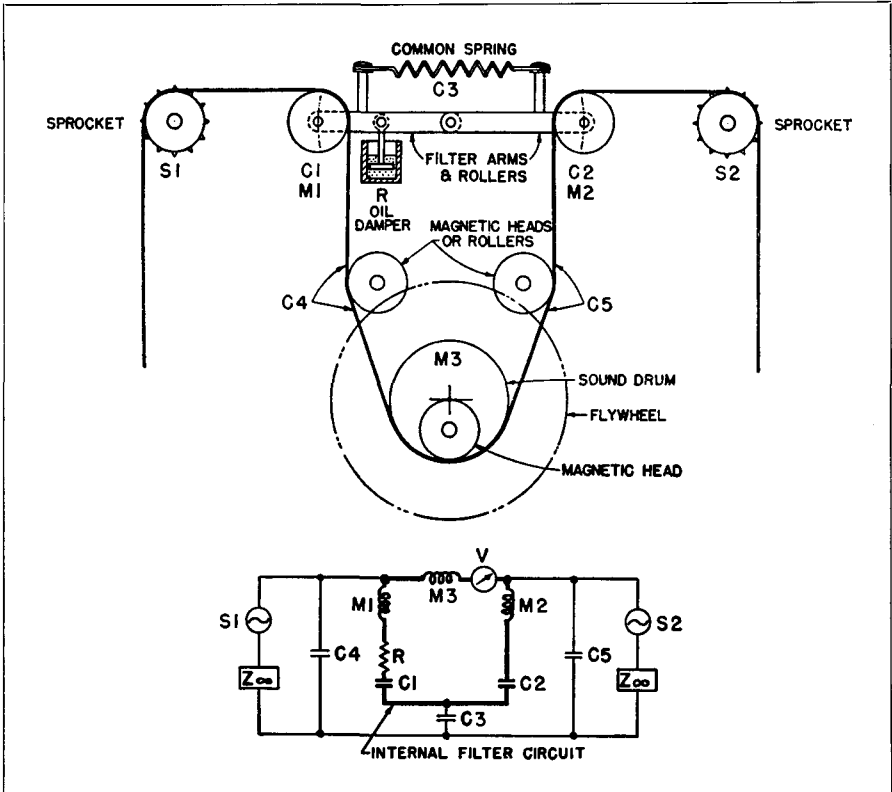 COMMON SPRING
C3
SPROCKET
SPROCKET
S1
C1
M1
FILTER ARMS
& ROLLERS
C2
M2
S2
R
OIL
DAMPER
MAGNETIC HEADS
OR ROLLERS
C4
C5
M3
SOUND DRUM
FLYWHEEL
MAGNETIC HEAD
V
M1
M3
M2
S1
S2
C4
R
C5
Z∞
C1
C2
Z∞
C3
INTERNAL FILTER CIRCUIT